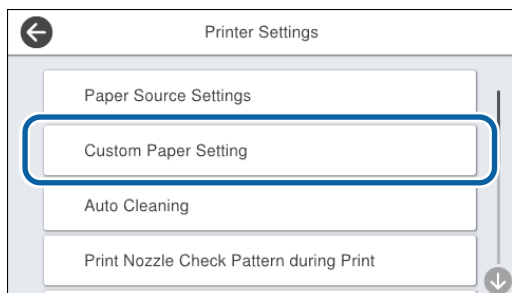 Printer Settings
Paper Source Settings
Custom Paper Setting
Auto Cleaning
Print Nozzle Check Pattern during Print